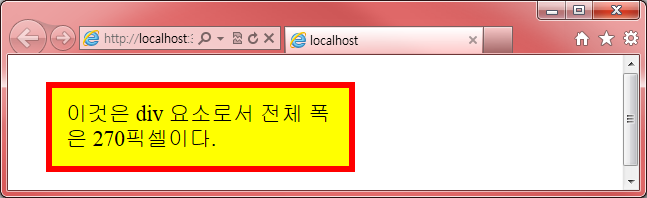 http://localhost:
localhost
이것은 div 요소로서 전체 폭
은 270픽셀이다.